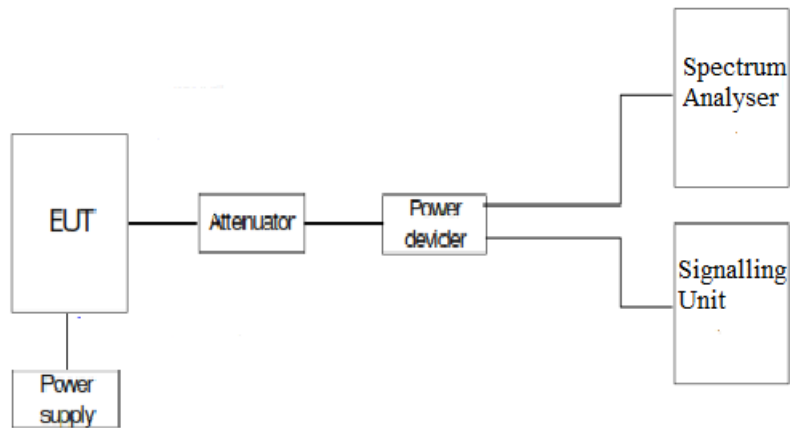 Spectrum
Analyser
EUT
Attenuator
Power
devider
Signalling
Unit
Power
supply